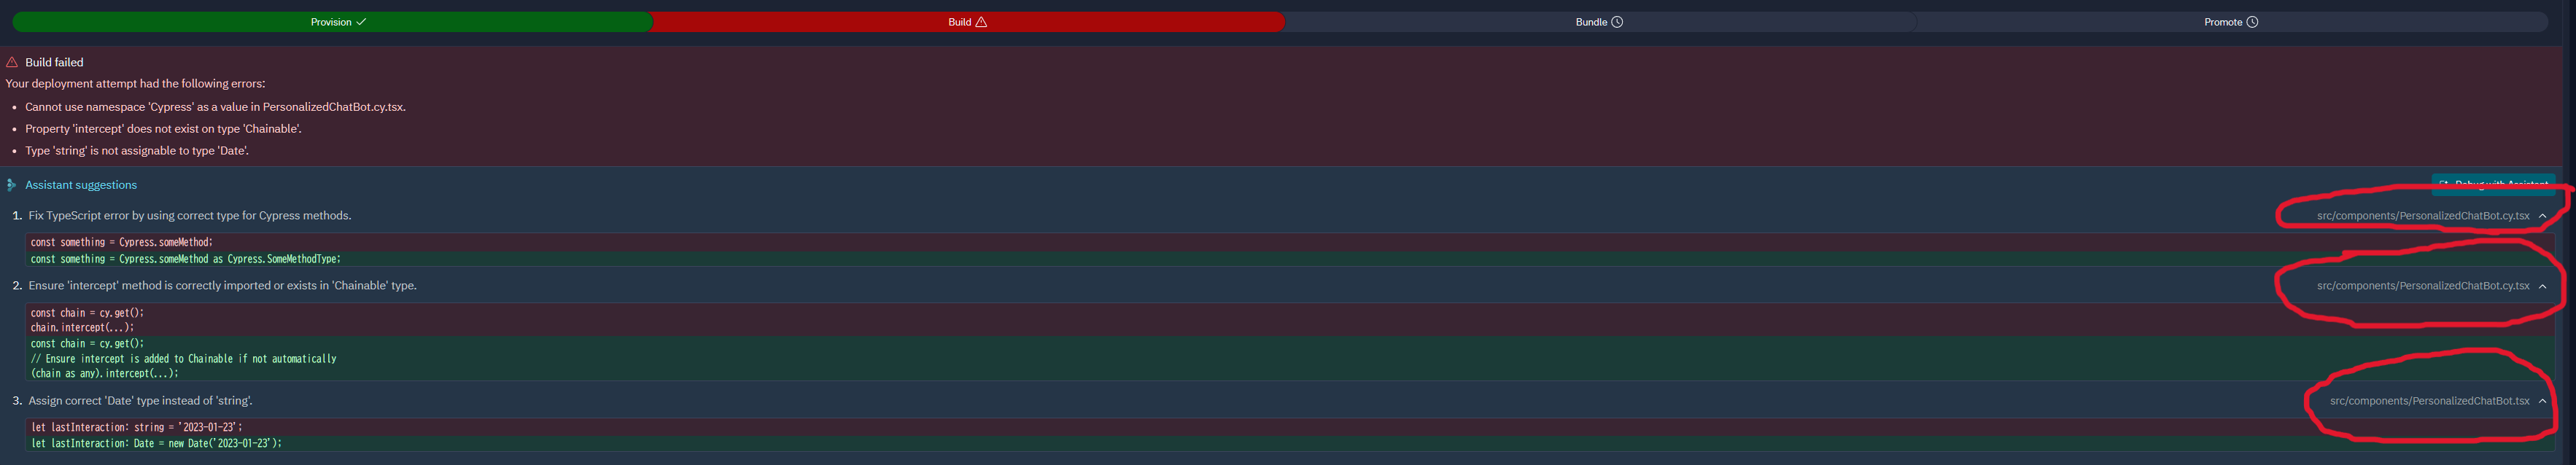 Provision
Build
Bundle
Promote
Build failed
Your deployment attempt had the following errors:
• Cannot use namespace 'Cypress' as a value in PersonalizedChatBot.cy.tsx.
• Property 'intercept' does not exist on type 'Chainable'.
• Type 'string' is not assignable to type 'Date'.
Assistant suggestions
Debug with Assistant
1. Fix TypeScript error by using correct type for Cypress methods.
src/components/PersonalizedChatBot.cy.tsx
const something = Cypress.someMethod;
const something = Cypress.someMethod as Cypress.SomeMethodType;
2. Ensure 'intercept' method is correctly imported or exists in 'Chainable' type.
src/components/PersonalizedChatBot.cy.tsx
const chain = cy.get();
chain.intercept(...);
const chain = cy.get();
// Ensure intercept is added to Chainable if not automatically
(chain as any).intercept(...);
3. Assign correct 'Date' type instead of 'string'.
src/components/PersonalizedChatBot.tsx
let lastInteraction: string = '2023-01-23';
let lastInteraction: Date = new Date('2023-01-23');